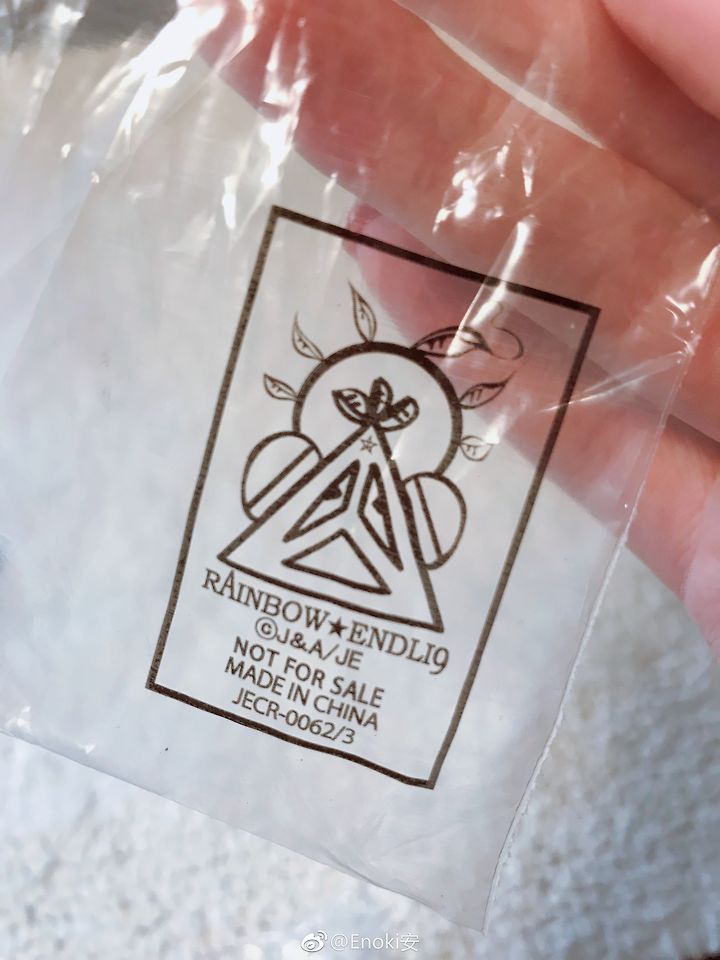 RAINBOW★ENDLI9
©J&A/JE
NOT FOR SALE
MADE IN CHINA
JECR-0062/3
@Enoki安